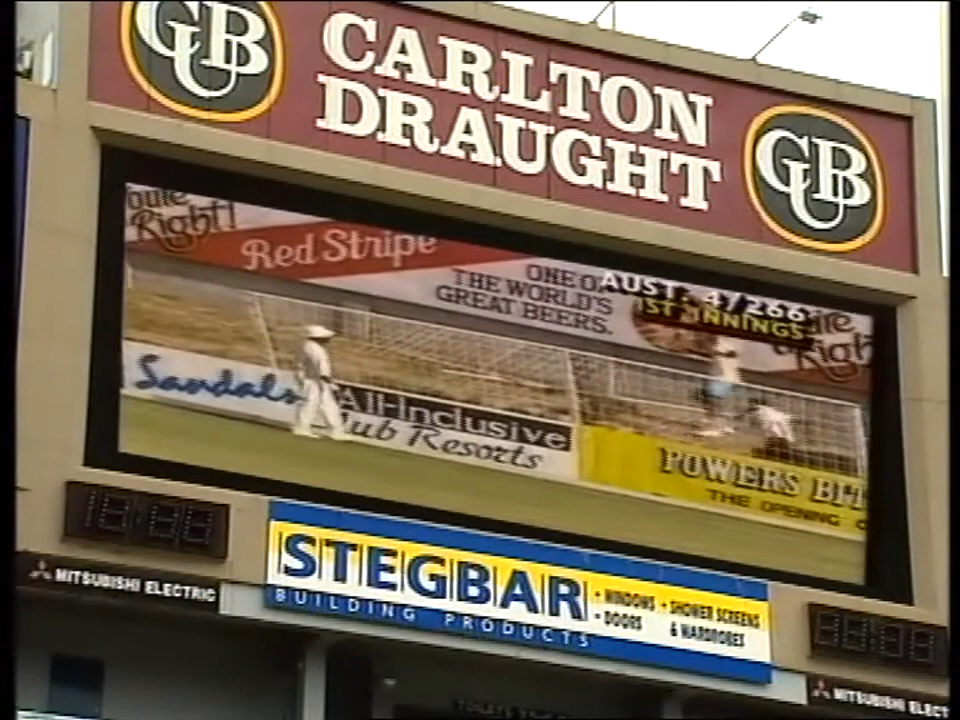 CUB
CARLTON
DRAUGHT
CUB
Right!
Red Stripe
ONE OF
THE WORLD'S
GREAT BEERS.
AUST. 4/266
1ST INNINGS
Sandals
All-Inclusive
Club Resorts
POWERS
THE OPENING
MITSUBISHI ELECTRIC
STEGBAR
BUILDING PRODUCTS
• WINDOWS • SHOWER SCREENS
• DOORS & WARDROBES
MITSUBISHI ELECT